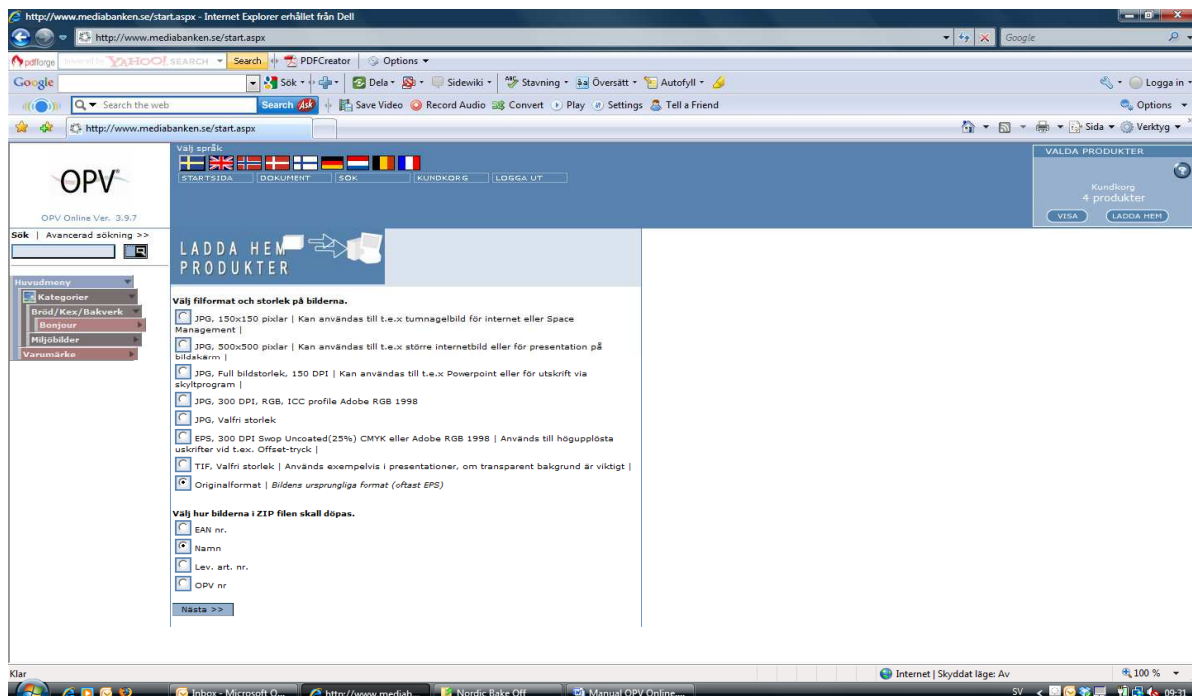 http://www.mediabanken.se/start.aspx - Internet Explorer erhållet från Dell
http://www.mediabanken.se/start.aspx
Google
pdfforge
YAHOO! SEARCH
Search
PDFCreator
Options
Google
Sök
Dela
Sidewiki
Stavning
Översätt
Autofyll
Logga in
Search the web
Search
Ask
Save Video
Record Audio
Convert
Play
Settings
Tell a Friend
Options
http://www.mediabanken.se/start.aspx
Sida
Verktyg
OPV
OPV Online Ver. 3.9.7
Sök | Avancerad sökning >>
Huvudmeny
Kategorier
Bröd/Kex/Bakverk
Bonjour
Miljöbilder
Varumärke
Välj språk
STARTSIDA
DOKUMENT
SÖK
KUNDKORG
LOGGA UT
VALDA PRODUKTER
Kundkorg
4 produkter
VISA
LADDA HEM
LADDA HEM
PRODUKTER
Välj filformat och storlek på bilderna.
JPG, 150x150 pixlar | Kan användas till t.e.x tumnagelbild för internet eller Space
Management |
JPG, 500x500 pixlar | Kan användas till t.e.x större internetbild eller för presentation på
bildskärm |
JPG, Full bildstorlek, 150 DPI | Kan användas till t.e.x Powerpoint eller för utskrift via
skyltprogram |
JPG, 300 DPI, RGB, ICC profile Adobe RGB 1998
JPG, Valfri storlek
EPS, 300 DPI Swop Uncoated(25%) CMYK eller Adobe RGB 1998 | Används till högupplösta
uskrifter vid t.ex. Offset-tryck |
TIF, Valfri storlek | Används exempelvis i presentationer, om transparent bakgrund är viktigt |
Originalformat | Bildens ursprungliga format (oftast EPS)
Välj hur bilderna i ZIP filen skall döpas.
EAN nr.
Namn
Lev. art. nr.
OPV nr
Nästa >>
Klar
Internet | Skyddat läge: Av
100 %
Inbox - Microsoft O...
http://www.mediab...
Nordic Bake Off
Manual OPV Online....
SV
09:31